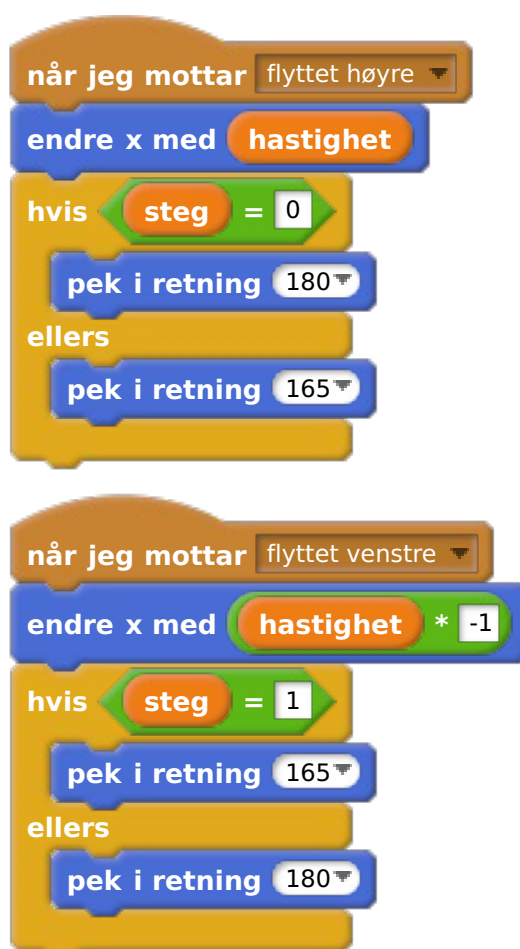 når jeg mottar flyttet høyre
endre x med hastighet
hvis steg = 0
pek i retning 180
ellers
pek i retning 165
når jeg mottar flyttet venstre
endre x med hastighet * -1
hvis steg = 1
pek i retning 165
ellers
pek i retning 180